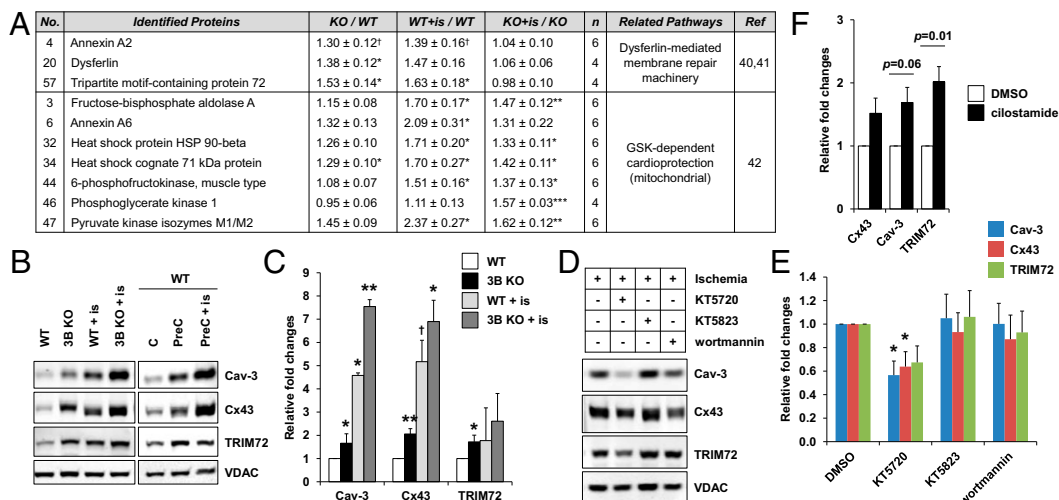 A
No. Identified Proteins KO / WT WT+is / WT KO+is / KO n Related Pathways Ref
4 Annexin A2 1.30 ± 0.12† 1.39 ± 0.16† 1.04 ± 0.10 6
20 Dysferlin 1.38 ± 0.12* 1.47 ± 0.16 1.06 ± 0.06 4
57 Tripartite motif-containing protein 72 1.53 ± 0.14* 1.63 ± 0.18* 0.98 ± 0.10 4
Dysferlin-mediated
membrane repair
machinery
40,41
3 Fructose-bisphosphate aldolase A 1.15 ± 0.08 1.70 ± 0.17* 1.47 ± 0.12** 6
6 Annexin A6 1.32 ± 0.13 2.09 ± 0.31* 1.31 ± 0.22 6
32 Heat shock protein HSP 90-beta 1.26 ± 0.10 1.71 ± 0.20* 1.33 ± 0.11* 6
34 Heat shock cognate 71 kDa protein 1.29 ± 0.10* 1.70 ± 0.27* 1.42 ± 0.11* 6
44 6-phosphofructokinase, muscle type 1.08 ± 0.07 1.51 ± 0.16* 1.37 ± 0.13* 6
46 Phosphoglycerate kinase 1 0.95 ± 0.06 1.11 ± 0.13 1.57 ± 0.03*** 4
47 Pyruvate kinase isozymes M1/M2 1.45 ± 0.09 2.37 ± 0.27* 1.62 ± 0.12** 6
GSK-dependent
cardioprotection
(mitochondrial)
42
B
WT
WT
3B KO
WT + is
3B KO + is
C
PreC
PreC + is
Cav-3
Cx43
TRIM72
VDAC
C
WT
3B KO
WT + is
3B KO + is
Relative fold changes
9
8
7
6
5
4
3
2
1
0
* * **
** † *
*
Cav-3 Cx43 TRIM72
D
+ + + + Ischemia
- + - - KT5720
- - + - KT5823
- - - + wortmannin
Cav-3
Cx43
TRIM72
VDAC
F
p=0.01
p=0.06
DMSO
cilostamide
Relative fold changes
3
2
1
0
Cx43
Cav-3
TRIM72
E
Cav-3
Cx43
TRIM72
Relative fold changes
1.4
1.2
1.0
0.8
0.6
0.4
0.2
0
* *
DMSO
KT5720
KT5823
wortmannin